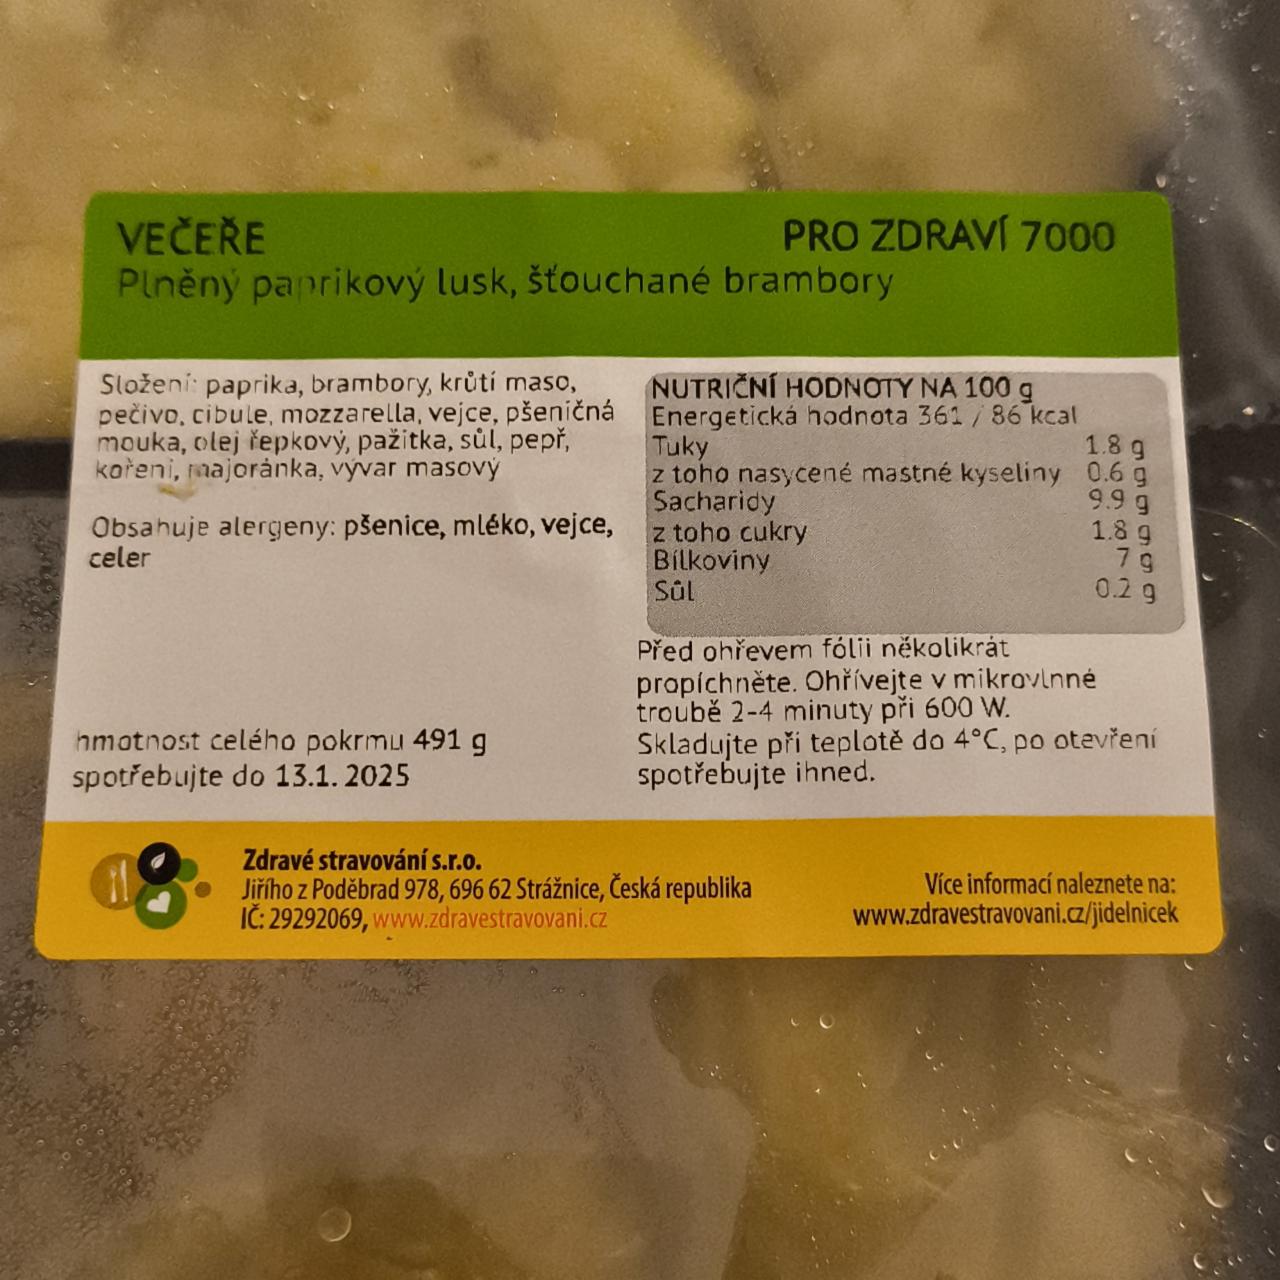 VEČEŘE
PRO ZDRAVÍ 7000
Plněný paprikový lusk, šťouchané brambory
Složení: paprika, brambory, krůtí maso,
pečivo, cibule, mozzarella, vejce, pšeničná
mouka, olej řepkový, pažitka, sůl, pepř,
koření, majoránka, vývar masový
Obsahuje alergeny: pšenice, mléko, vejce,
celer
hmotnost celého pokrmu 491 g
spotřebujte do 13.1. 2025
NUTRIČNÍ HODNOTY NA 100 g
Energetická hodnota 361 / 86 kcal
Tuky 1.8 g
z toho nasycené mastné kyseliny 0.6 g
Sacharidy 9.9 g
z toho cukry 1.8 g
Bílkoviny 7 g
Sůl 0.2 g
Před ohřevem fólii několikrát
propíchněte. Ohřívejte v mikrovlnné
troubě 2-4 minuty při 600 W.
Skladujte při teplotě do 4°C, po otevření
spotřebujte ihned.
Zdravé stravování s.r.o.
Jiřího z Poděbrad 978, 696 62 Strážnice, Česká republika
IČ: 29292069, www.zdravestravovani.cz
Více informací naleznete na:
www.zdravestravovani.cz/jidelnicek